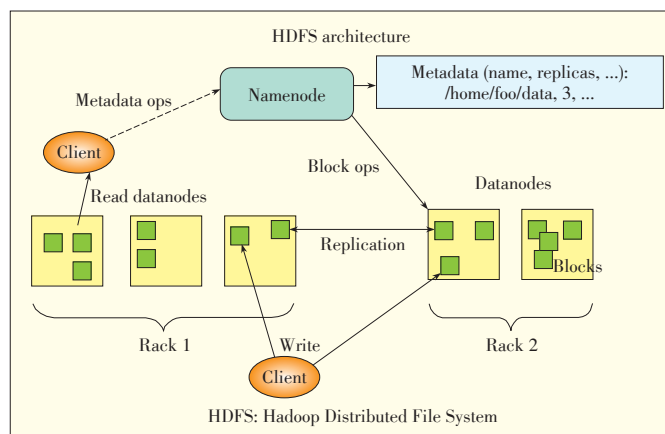 HDFS architecture
Metadata (name, replicas, ...):
/home/foo/data, 3, ...
Namenode
Metadata ops
Client
Block ops
Read datanodes
Datanodes
Replication
Blocks
Rack 1
Write
Rack 2
Client
HDFS: Hadoop Distributed File System